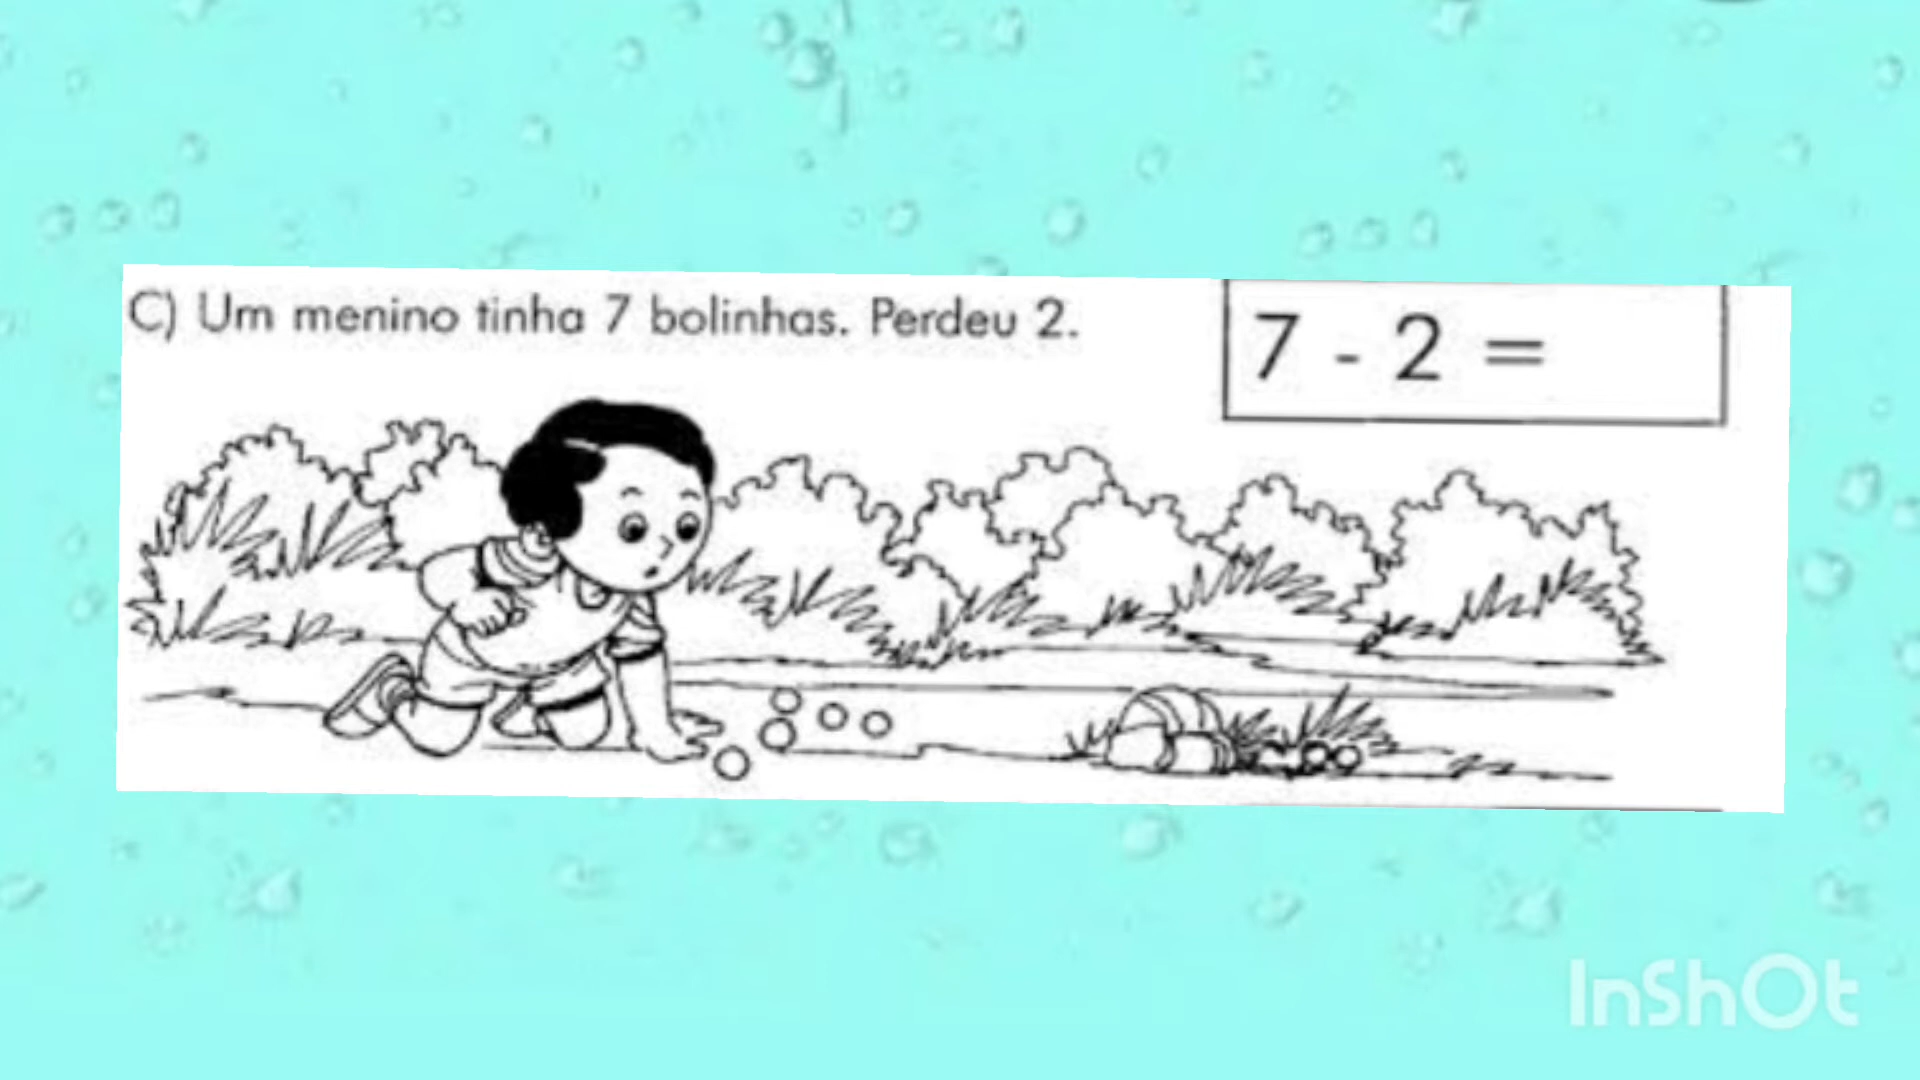 C) Um menino tinha 7 bolinhas. Perdeu 2.
7 - 2 =
InShOt